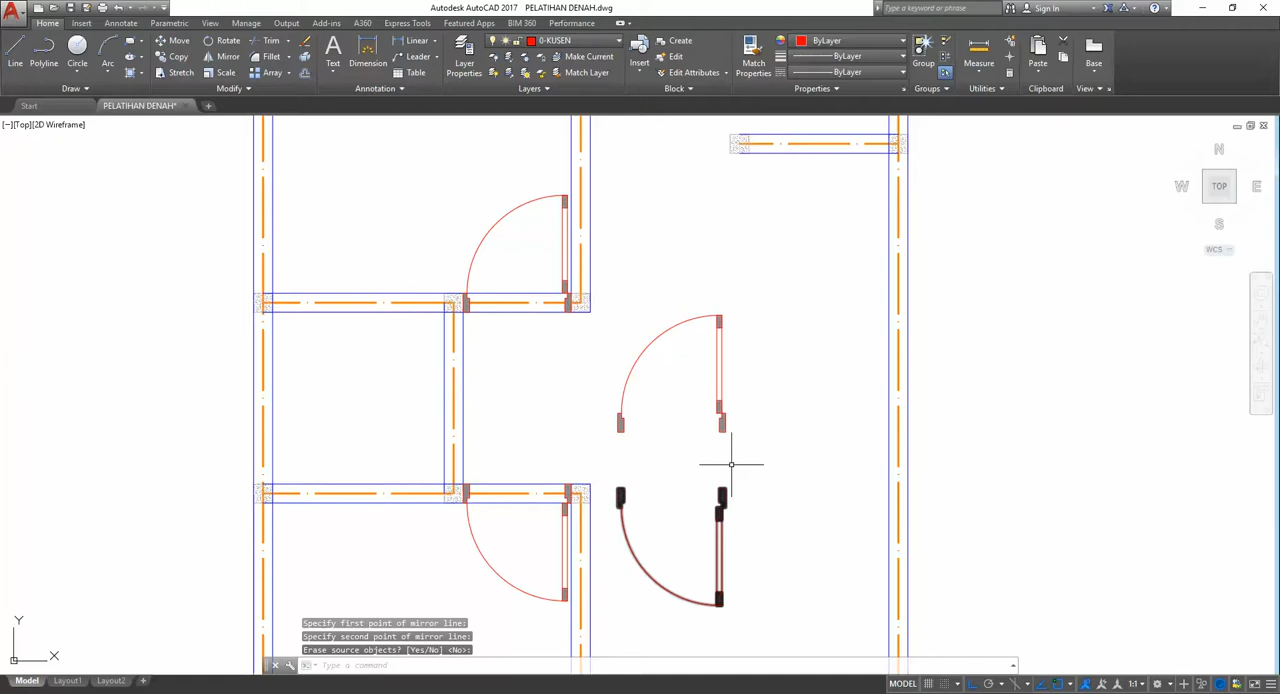 Autodesk AutoCAD 2017 PELATIHAN DENAH.dwg
Type a keyword or phrase
Sign In
Home Insert Annotate Parametric View Manage Output Add-ins A360 Express Tools Featured Apps BIM 360 Performance
Move Rotate Trim
Linear
0-KUSEN
Create
ByLayer
Copy Mirror Fillet
Leader
Make Current
Edit
ByLayer
Line Polyline Circle Arc
Stretch Scale Array
Text Dimension
Table
Layer Properties
Match Layer
Insert
Edit Attributes
Match Properties
ByLayer
Group
Measure
Paste
Base
Draw Modify Annotation Layers Block Properties Groups Utilities Clipboard View
Start PELATIHAN DENAH*
[−][Top][2D Wireframe]
N
W TOP E
S
WCS
Specify first point of mirror line:
Specify second point of mirror line:
Erase source objects? [Yes/No] <No>:
Type a command
Y
X
Model Layout1 Layout2 +
MODEL
1:1